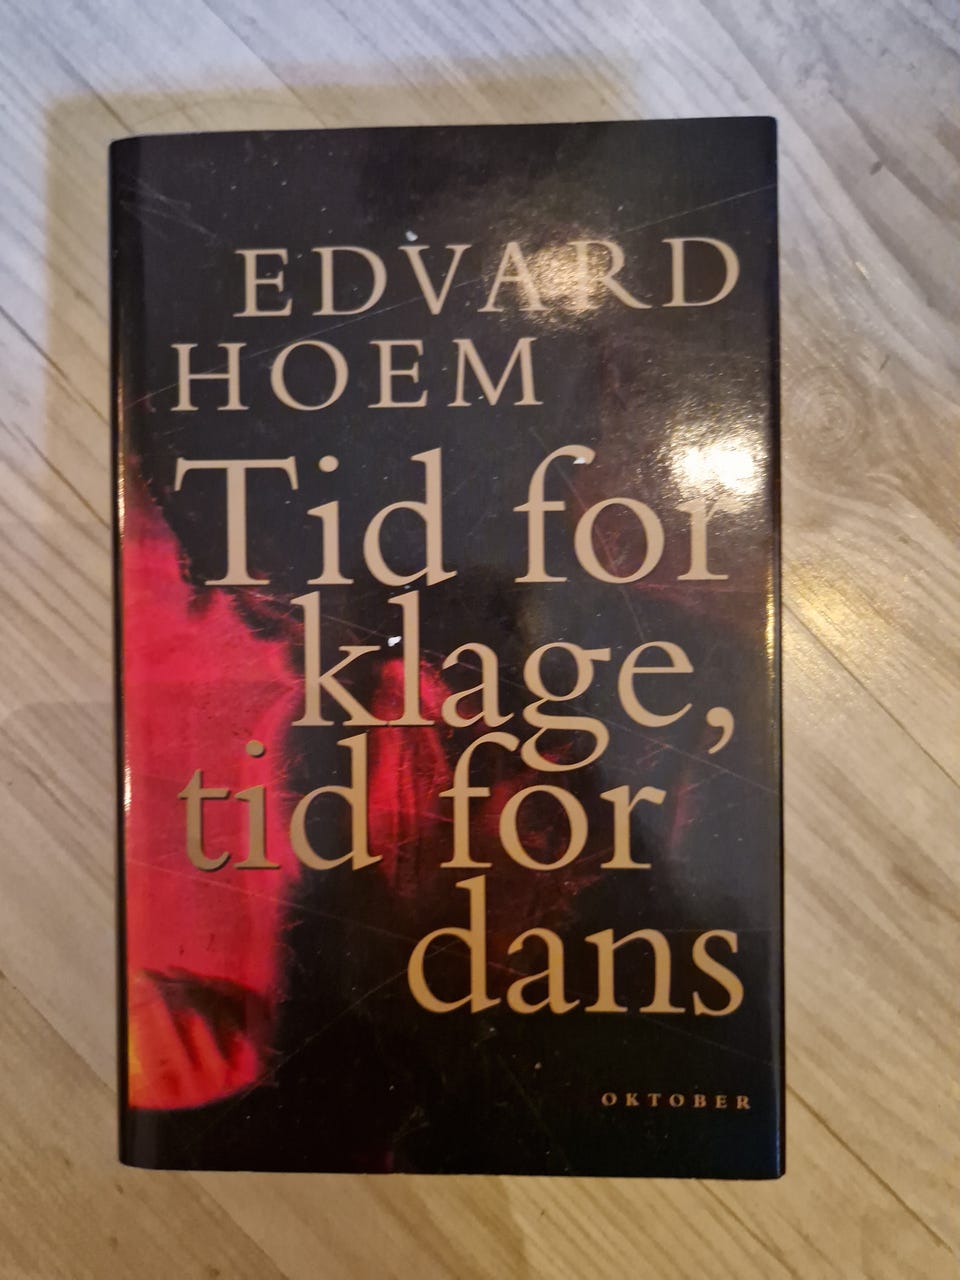 EDVARD
HOEM
Tid for
klage,
tid for
dans
OKTOBER